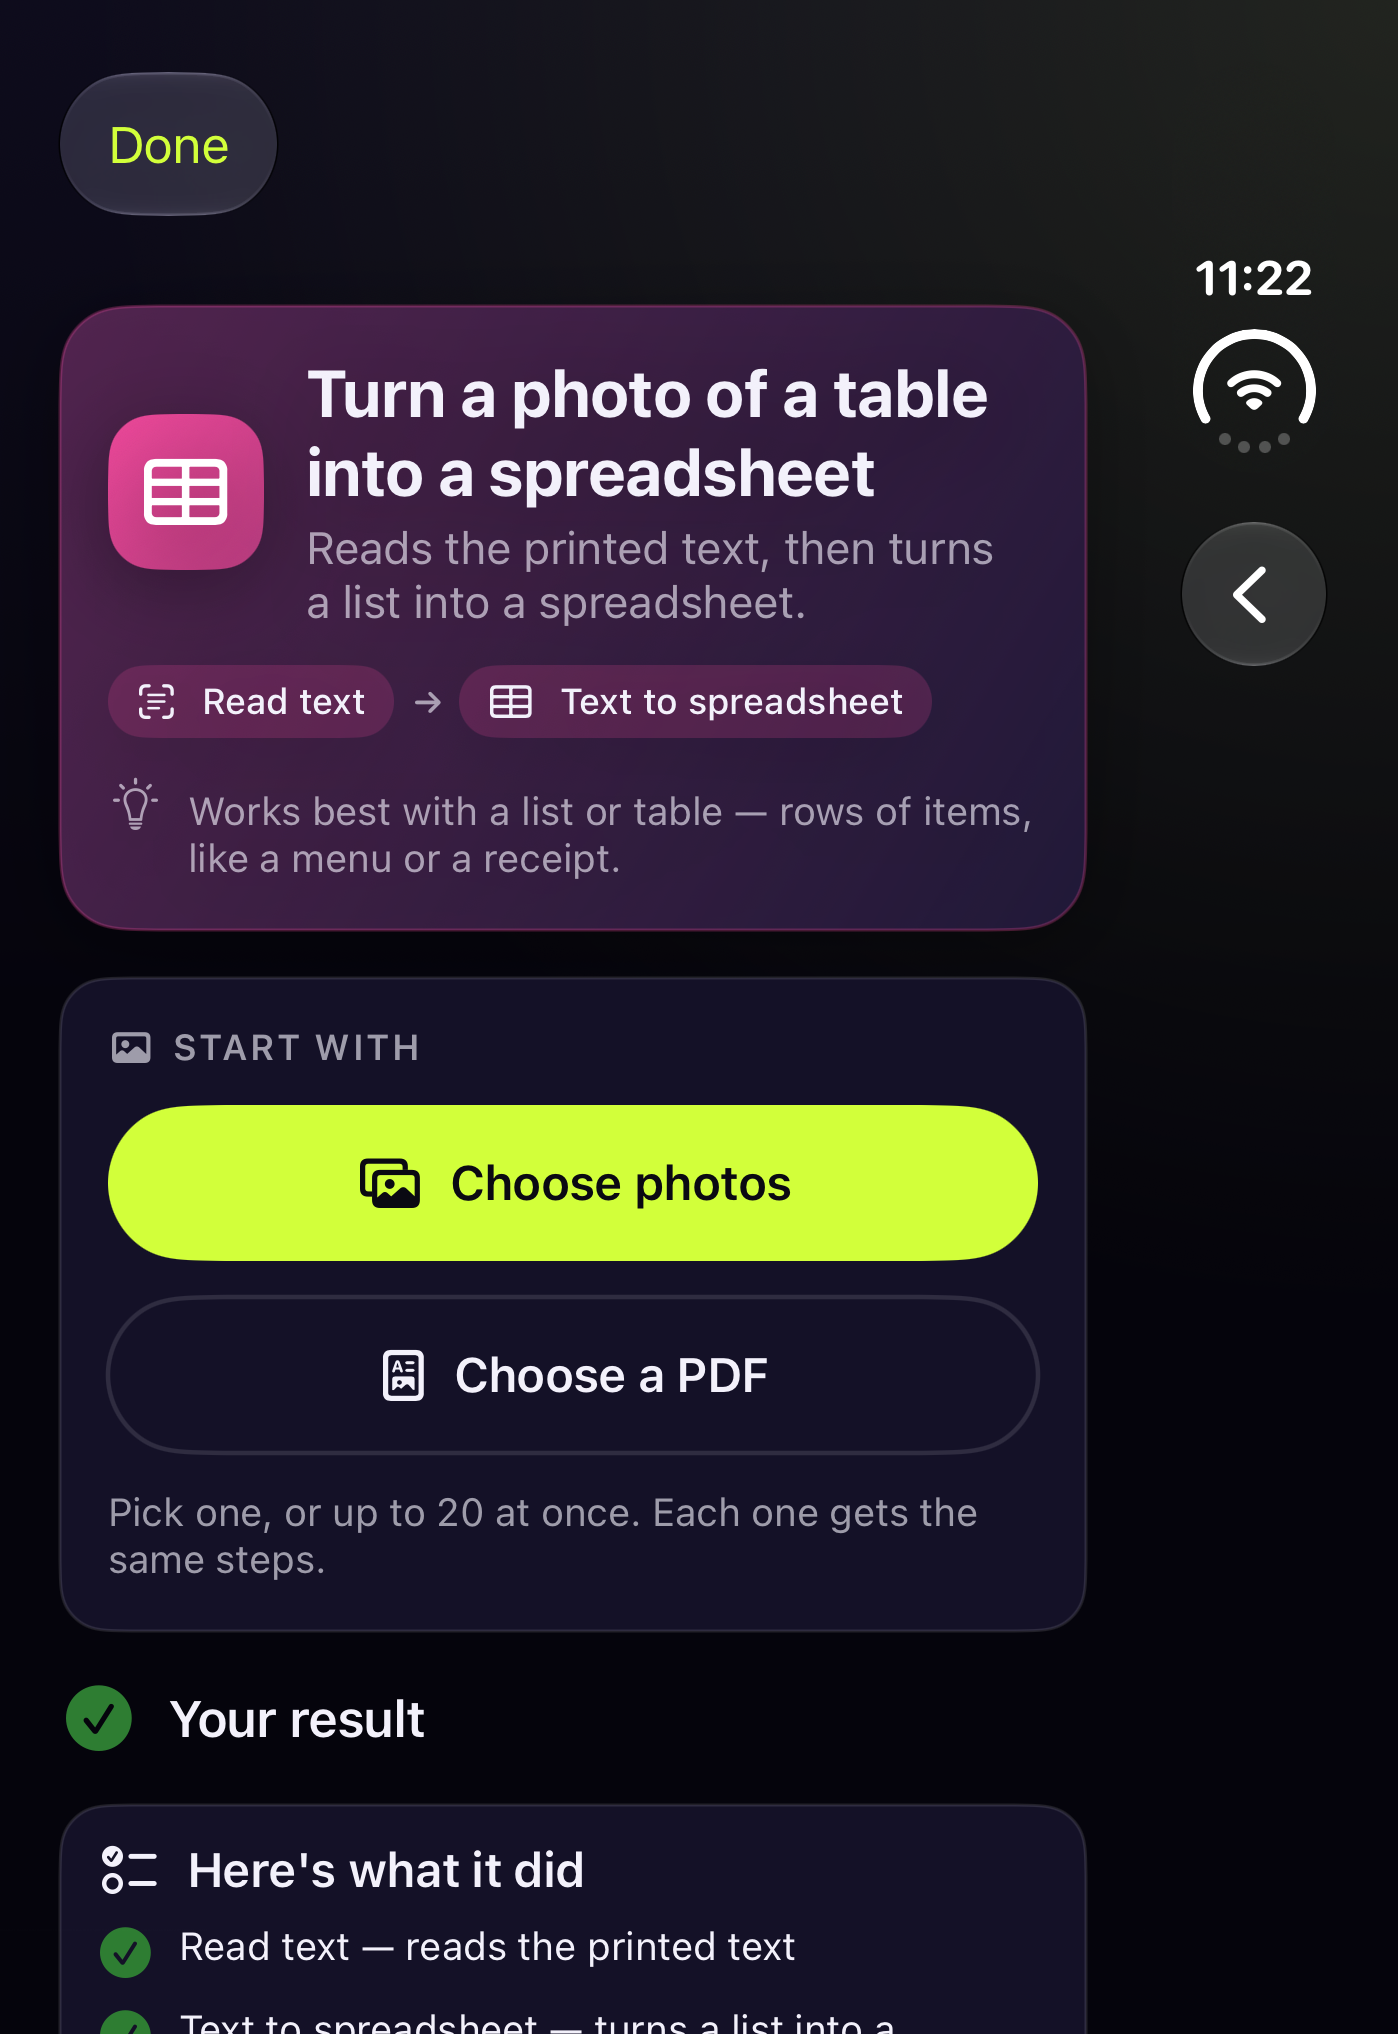 Done
11:22
Turn a photo of a table
into a spreadsheet
Reads the printed text, then turns
a list into a spreadsheet.
Read text → Text to spreadsheet
Works best with a list or table — rows of items,
like a menu or a receipt.
START WITH
Choose photos
Choose a PDF
Pick one, or up to 20 at once. Each one gets the
same steps.
Your result
Here's what it did
Read text — reads the printed text
Text to spreadsheet — turns a list into a